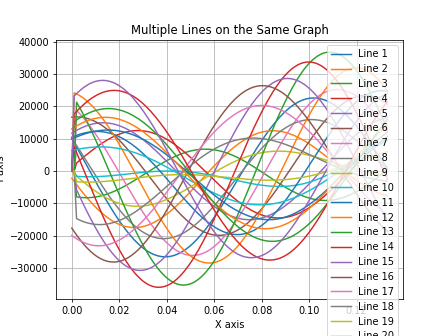 Multiple Lines on the Same Graph
40000
30000
20000
10000
0
−10000
−20000
−30000
0.00 0.02 0.04 0.06 0.08 0.10
X axis
Line 1
Line 2
Line 3
Line 4
Line 5
Line 6
Line 7
Line 8
Line 9
Line 10
Line 11
Line 12
Line 13
Line 14
Line 15
Line 16
Line 17
Line 18
Line 19
Line 20